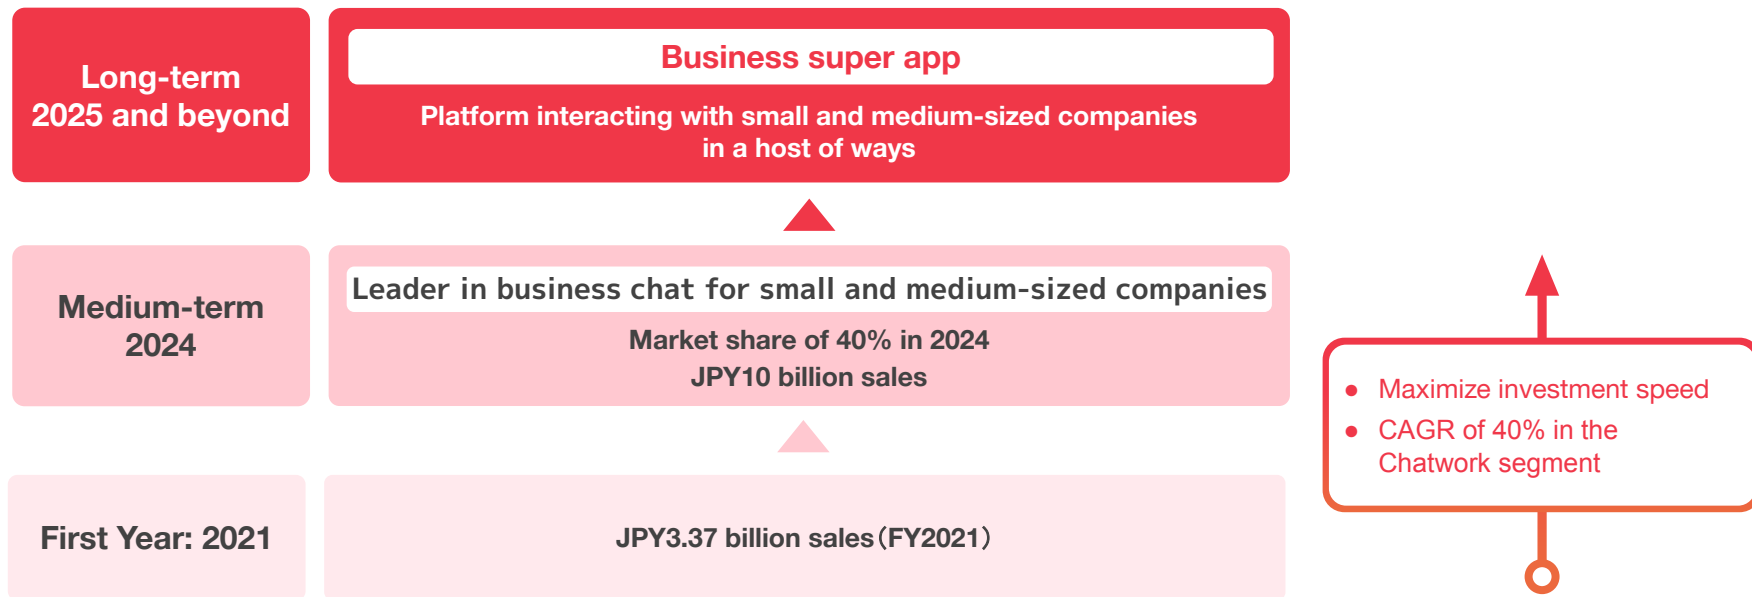 Long-term
2025 and beyond
Business super app
Platform interacting with small and medium-sized companies
in a host of ways
Medium-term
2024
Leader in business chat for small and medium-sized companies
Market share of 40% in 2024
JPY10 billion sales
● Maximize investment speed
● CAGR of 40% in the
Chatwork segment
First Year: 2021
JPY3.37 billion sales（FY2021）